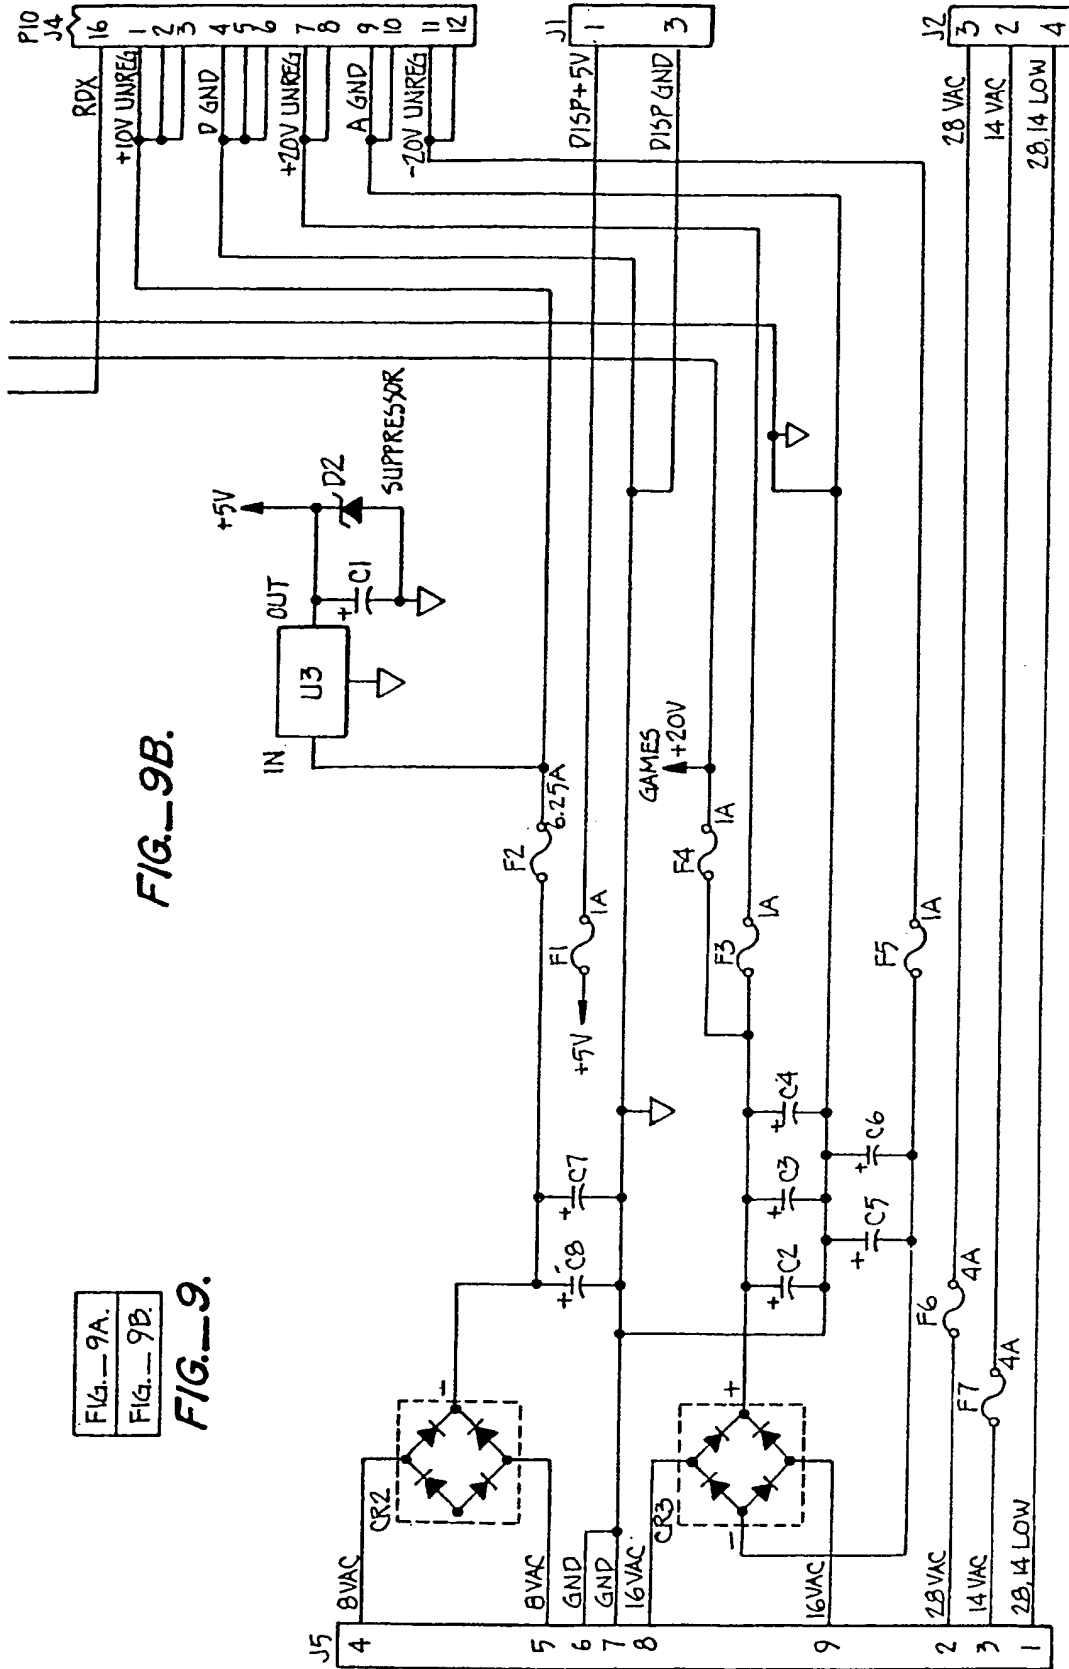 FIG._9A.
FIG._9B.
FIG._9.
FIG._9B.
J5
4
5
6
7
8
9
2
3
1
8VAC
8VAC
GND
GND
16VAC
16VAC
28VAC
14VAC
28,14 LOW
CR2
-
CR3
+
-
+
C8
C7
+
C2
+
C3
+
C4
+
C5
+
C6
F2
6.25A
+5V
F1
1A
F4
1A
GAMES
+20V
F3
1A
F5
1A
F6
4A
F7
4A
IN
U3
OUT
+
C1
+5V
D2
SUPPRESSOR
P10
J4
16
1
2
3
4
5
6
7
8
9
10
11
12
RDX
+10V UNREG
D GND
+20V UNREG
A GND
-20V UNREG
J1
1
3
DISP+5V
DISP GND
J2
3
2
4
28 VAC
14 VAC
28,14 LOW